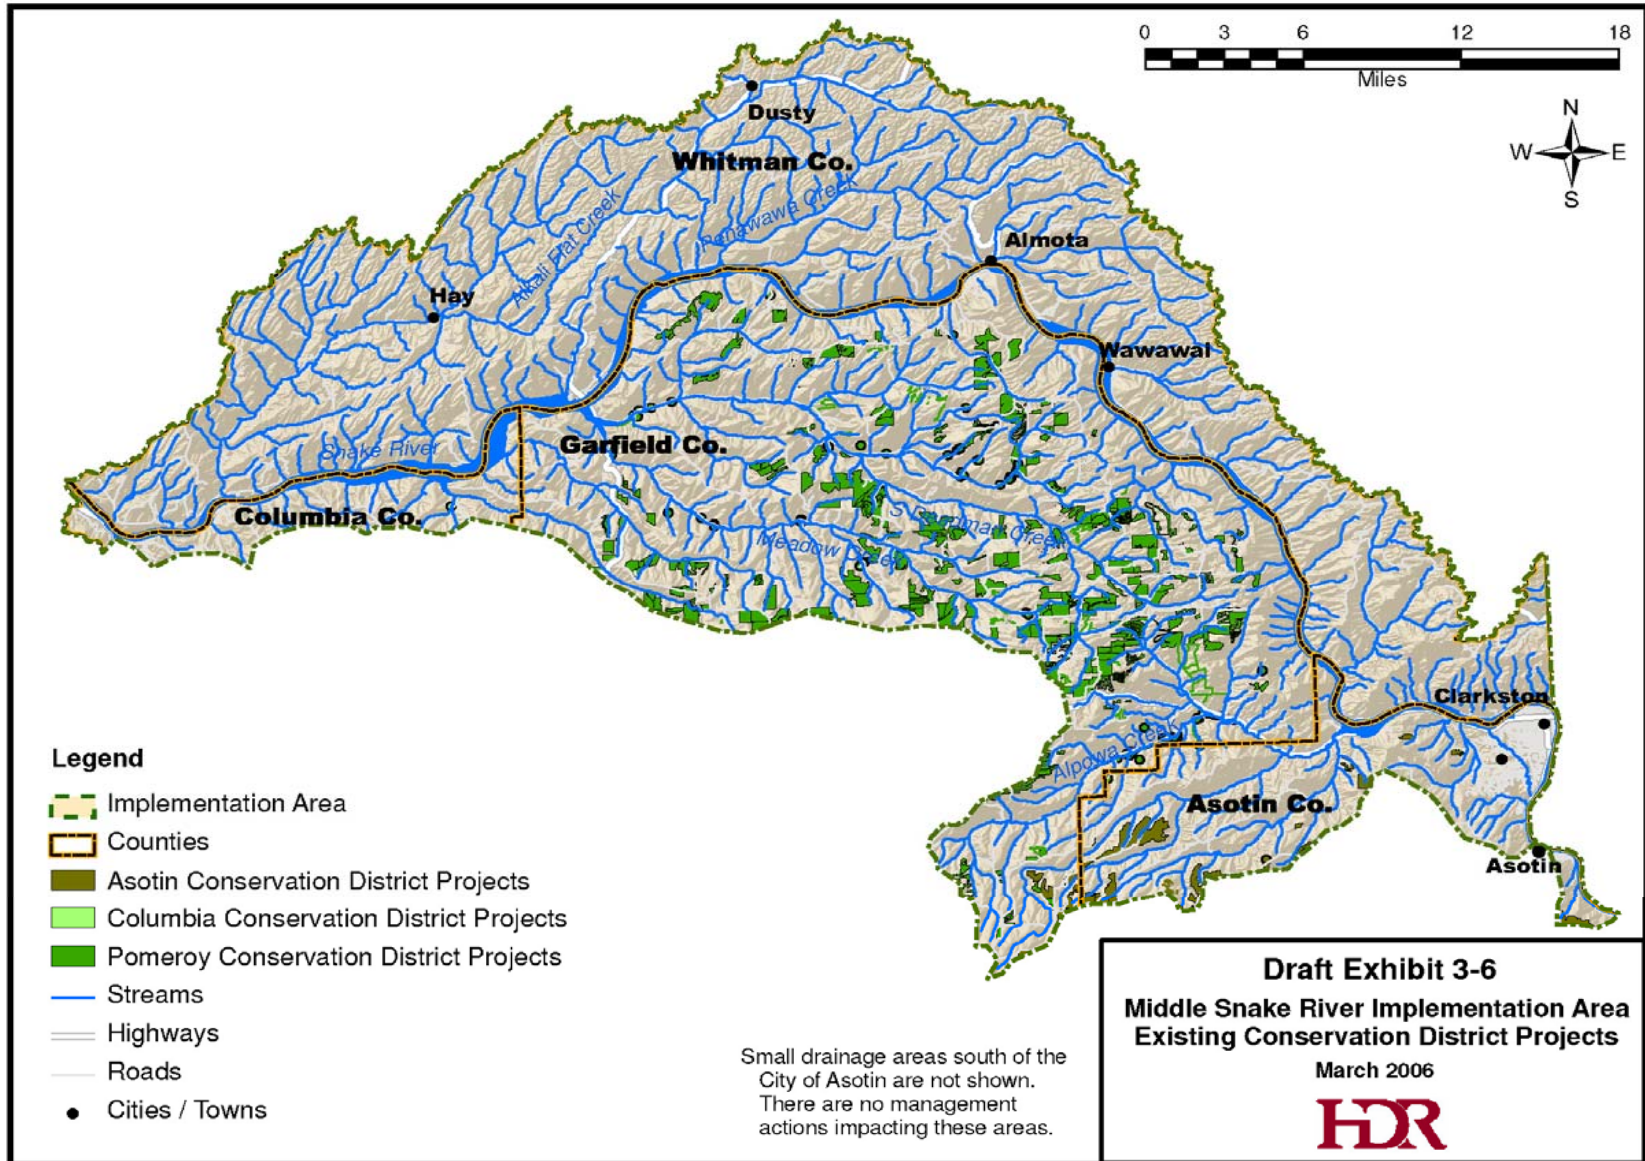 0 3 6 12 18
Miles
N
W E
S
Dusty
Whitman Co.
Penawawa Creek
Alkali Flat Creek
Almota
Hay
Wawawai
Garfield Co.
Snake River
Columbia Co.
S Deadman Creek
Meadow Creek
Clarkston
Alpowa Creek
Asotin Co.
Asotin
Legend
Implementation Area
Counties
Asotin Conservation District Projects
Columbia Conservation District Projects
Pomeroy Conservation District Projects
Streams
Highways
Roads
Cities / Towns
Small drainage areas south of the
City of Asotin are not shown.
There are no management
actions impacting these areas.
Draft Exhibit 3-6
Middle Snake River Implementation Area
Existing Conservation District Projects
March 2006
HDR